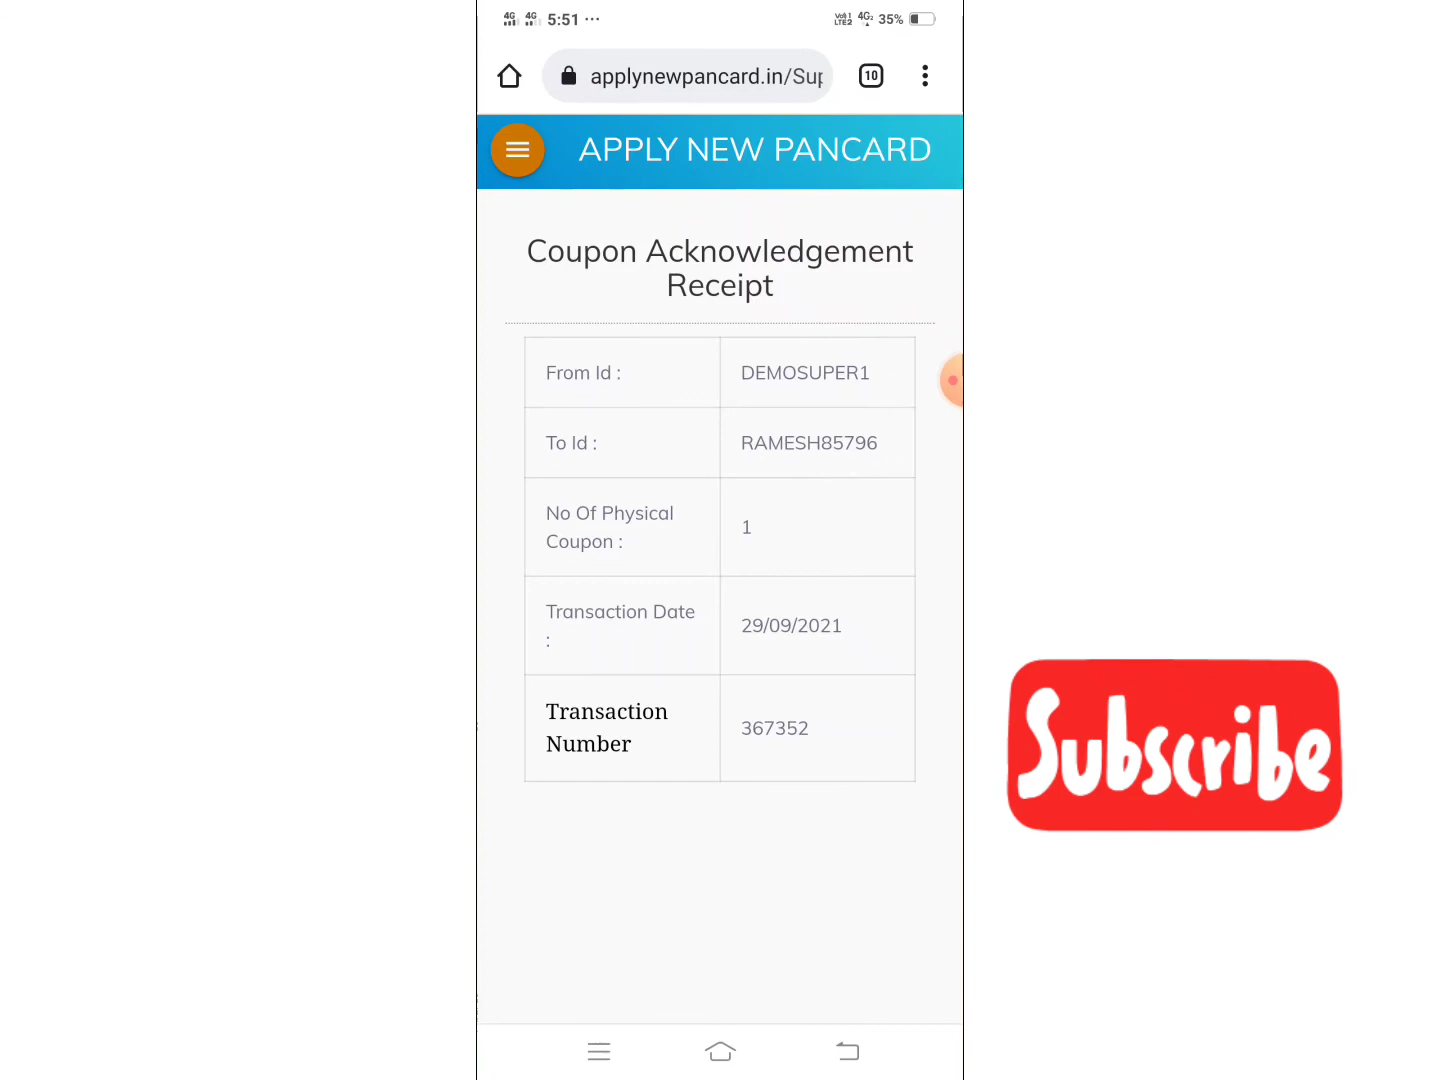 4G 4G 5:51 ··· 4G2 35%
applynewpancard.in/Sup
10
APPLY NEW PANCARD
Coupon Acknowledgement
Receipt
From Id :
DEMOSUPER1
To Id :
RAMESH85796
No Of Physical
Coupon :
1
Transaction Date
:
29/09/2021
Transaction
Number
367352
Subscribe